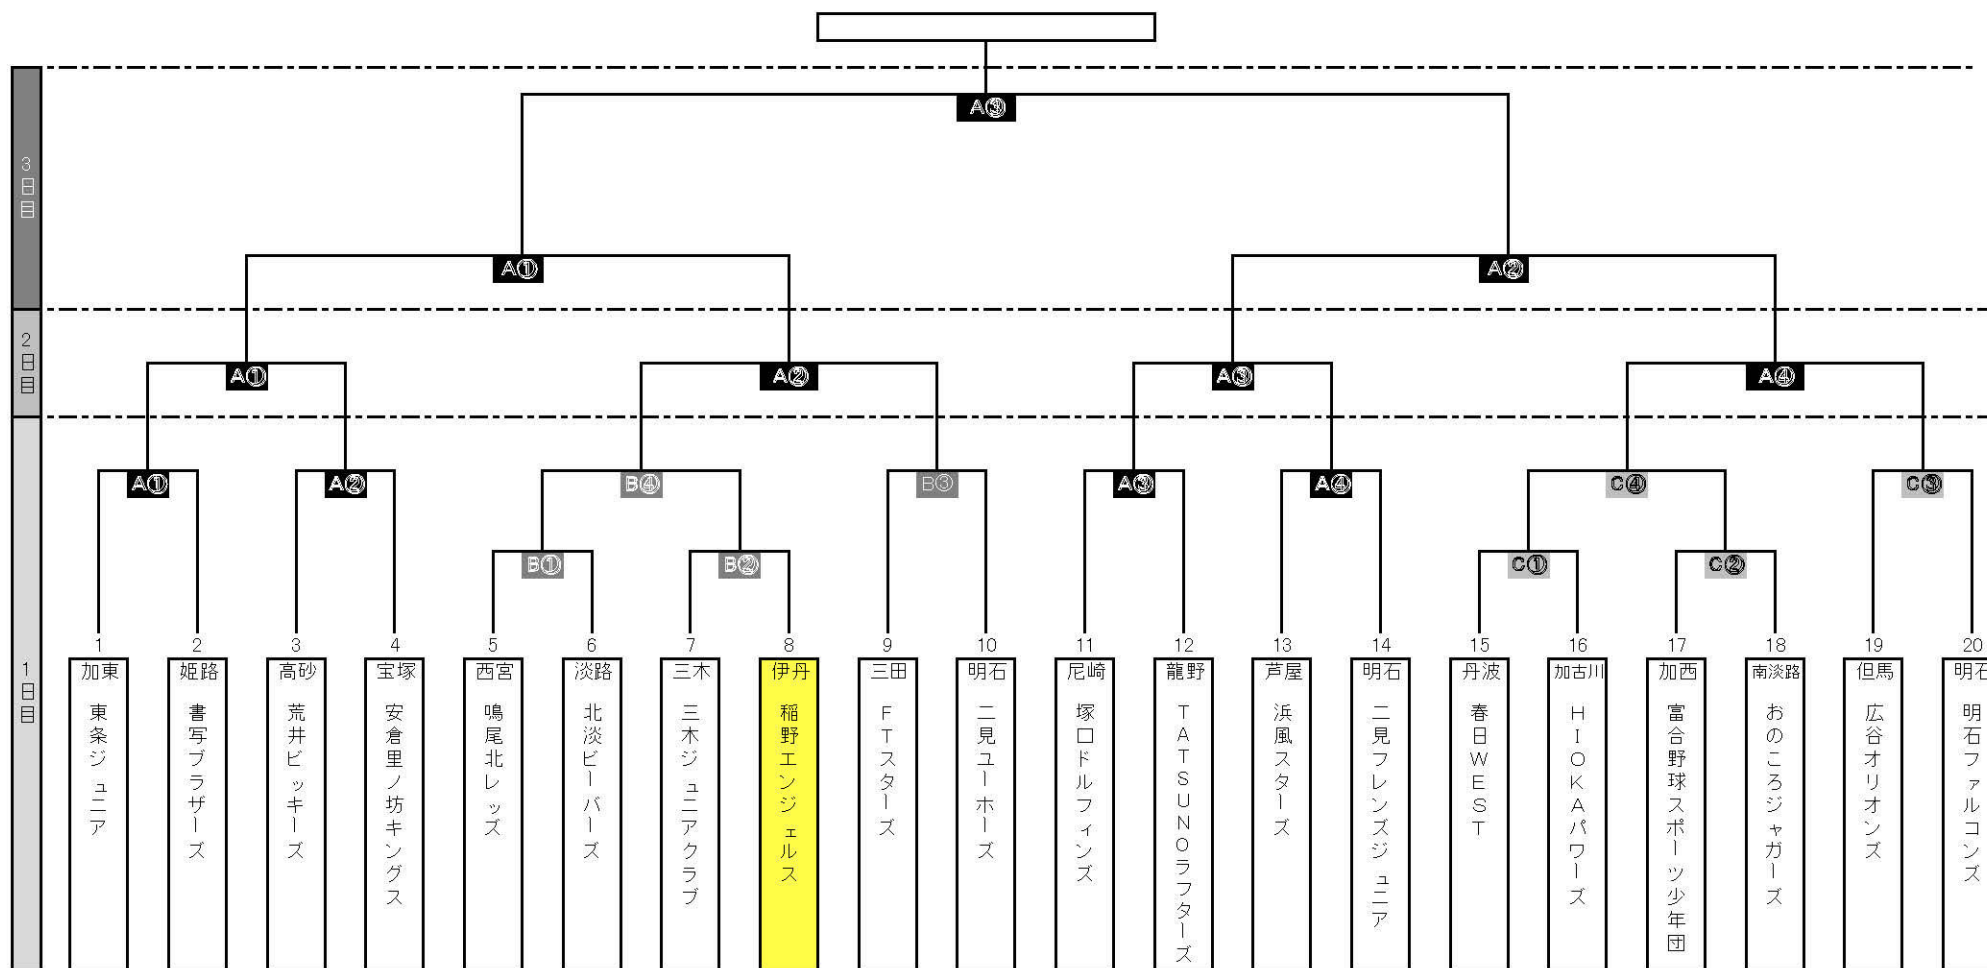 A③
3日目
A①
A②
2日目
A①
A②
A③
A④
A①
A②
B④
B③
A③
A④
C④
C③
B①
B②
C①
C②
1日目
1
2
3
4
5
6
7
8
9
10
11
12
13
14
15
16
17
18
19
20
加東
姫路
高砂
宝塚
西宮
淡路
三木
伊丹
三田
明石
尼崎
龍野
芦屋
明石
丹波
加古川
加西
南淡路
但馬
明石
東条ジュニア
書写ブラザーズ
荒井ビッキーズ
安倉里ノ坊キングス
鳴尾北レッズ
北淡ビーバーズ
三木ジュニアクラブ
稲野エンジェルス
FTスターズ
二見ユーホーズ
塚口ドルフィンズ
TATSUNOラフターズ
浜風スターズ
二見フレンズジュニア
春日WEST
HIOKAパワーズ
富合野球スポーツ少年団
おのころジャガーズ
広谷オリオンズ
明石ファルコンズ